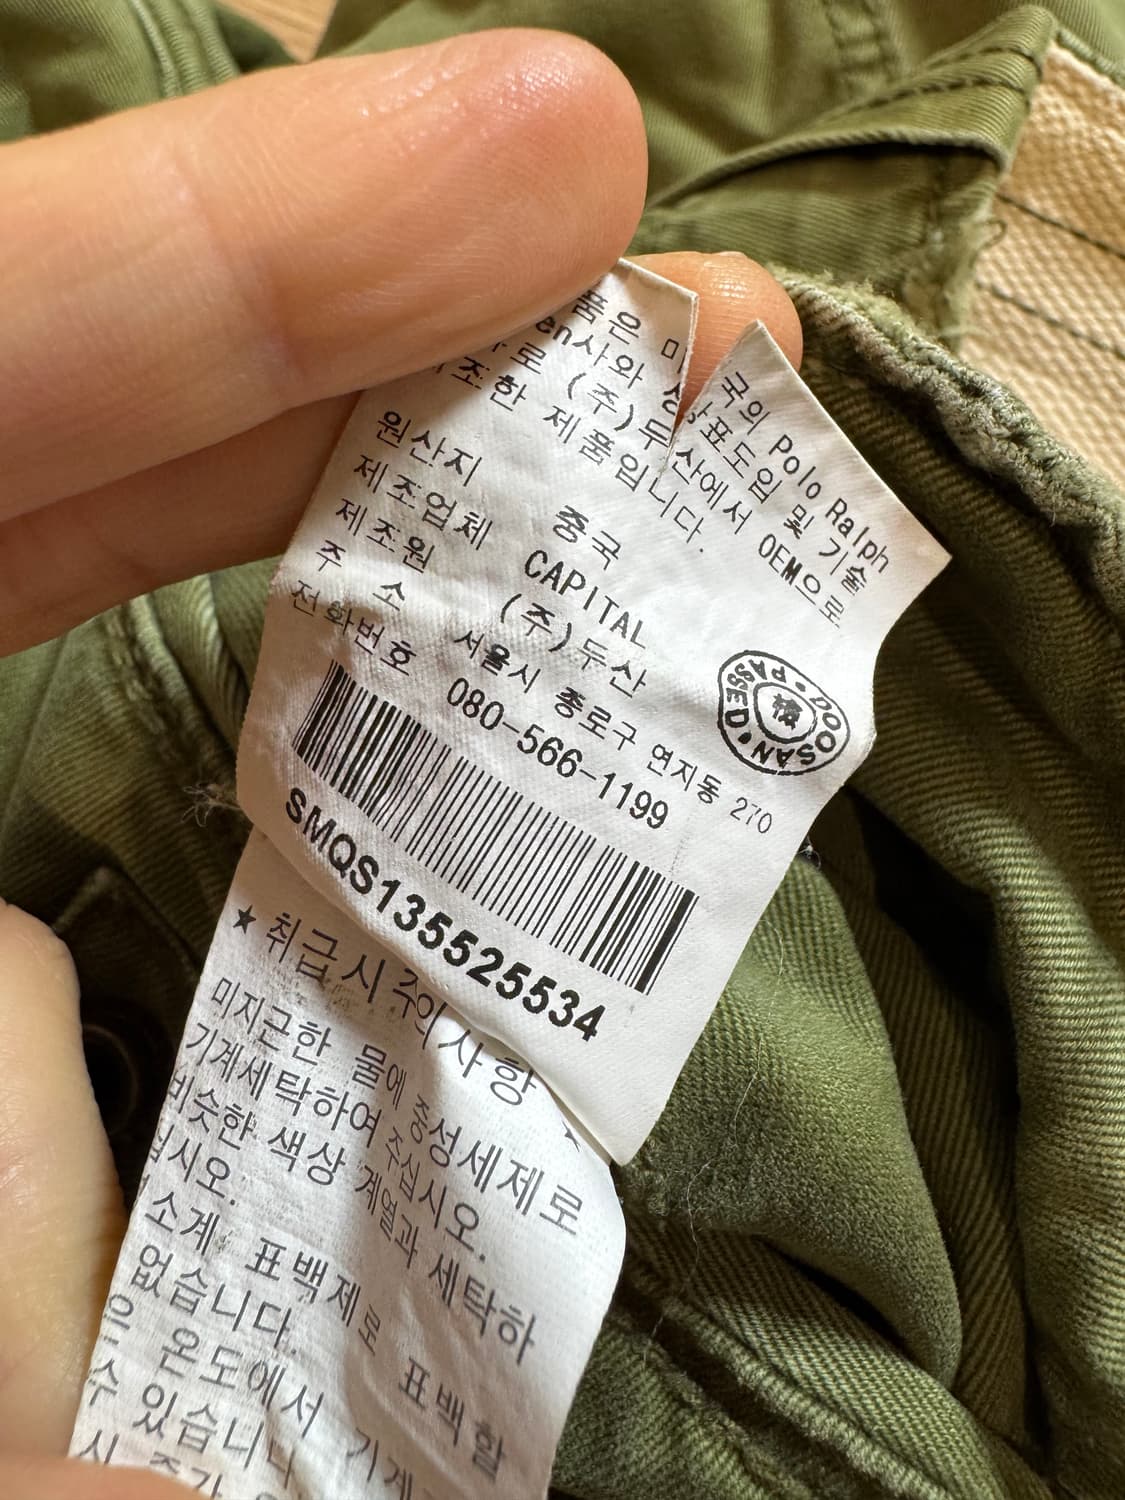 품은 미국의 Polo Ralph
en사와 상표도입 및 기술
로 (주)두산에서 OEM으로
조한 제품입니다.
원산지 중국
제조업체 CAPITAL
제조원 (주)두산
주 소 서울시 종로구 연지동 270
전화번호 080-566-1199
DOOSAN'D PASSED
SMQS135525534
★취급시 주의사항
미지근한 물에 중성세제로
기계세탁하여 주십시오.
비슷한 색상 계열과 세탁하
십시오.
소계 표백제로 표백할
없습니다.
온도에서 기계
수 있습니다